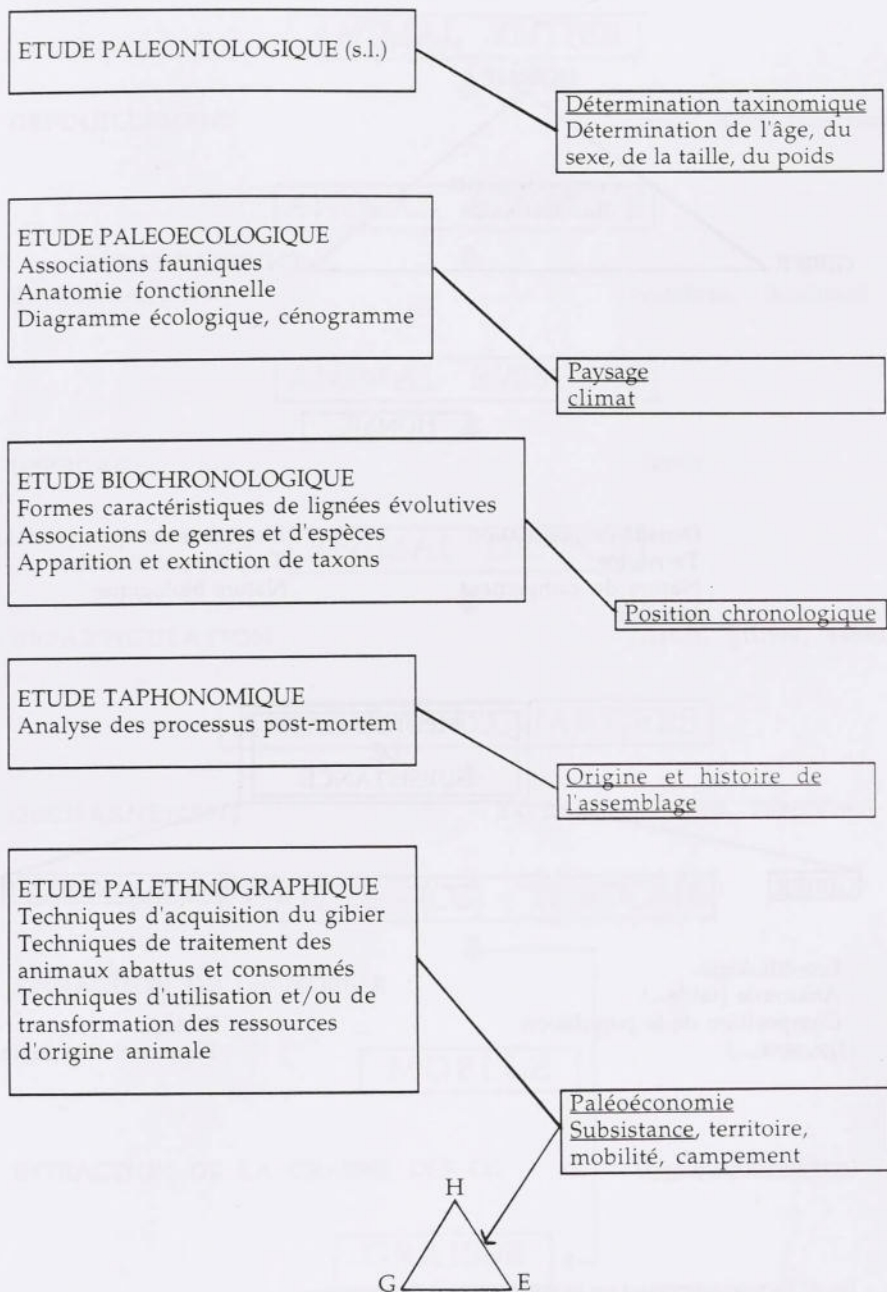 ETUDE PALEONTOLOGIQUE (s.l.)
Détermination taxinomique
Détermination de l'âge, du
sexe, de la taille, du poids
ETUDE PALEOECOLOGIQUE
Associations fauniques
Anatomie fonctionnelle
Diagramme écologique, cénogramme
Paysage
climat
ETUDE BIOCHRONOLOGIQUE
Formes caractéristiques de lignées évolutives
Associations de genres et d'espèces
Apparition et extinction de taxons
Position chronologique
ETUDE TAPHONOMIQUE
Analyse des processus post-mortem
Origine et histoire de
l'assemblage
ETUDE PALETHNOGRAPHIQUE
Techniques d'acquisition du gibier
Techniques de traitement des
animaux abattus et consommés
Techniques d'utilisation et/ou de
transformation des ressources
d'origine animale
Paléoéconomie
Subsistance, territoire,
mobilité, campement
H
G
E